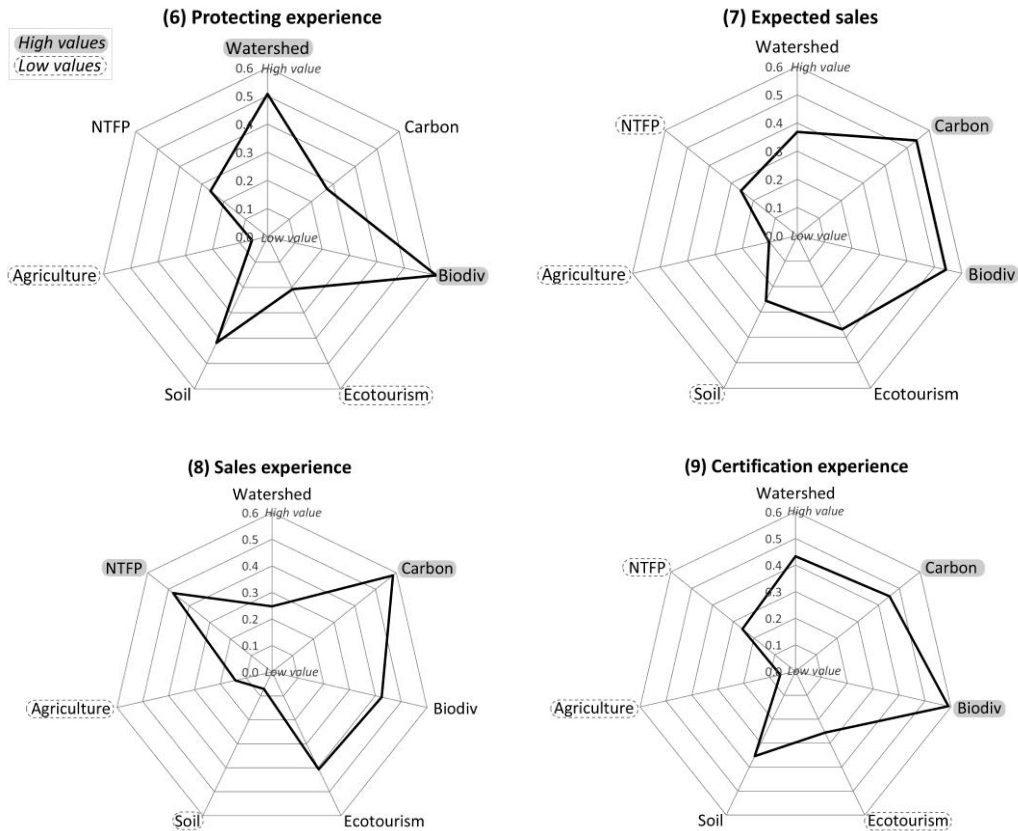 (6) Protecting experience
High values
Low values
Watershed
High value
0.6
0.5
0.4
0.3
0.2
0.1
0.0
Low value
Carbon
Biodiv
Ecotourism
Soil
Agriculture
NTFP
(7) Expected sales
Watershed
High value
0.6
0.5
0.4
0.3
0.2
0.1
0.0
Low value
Carbon
Biodiv
Ecotourism
Soil
Agriculture
NTFP
(8) Sales experience
Watershed
High value
0.6
0.5
0.4
0.3
0.2
0.1
0.0
Low value
Carbon
Biodiv
Ecotourism
Soil
Agriculture
NTFP
(9) Certification experience
Watershed
High value
0.6
0.5
0.4
0.3
0.2
0.1
0.0
Low value
Carbon
Biodiv
Ecotourism
Soil
Agriculture
NTFP